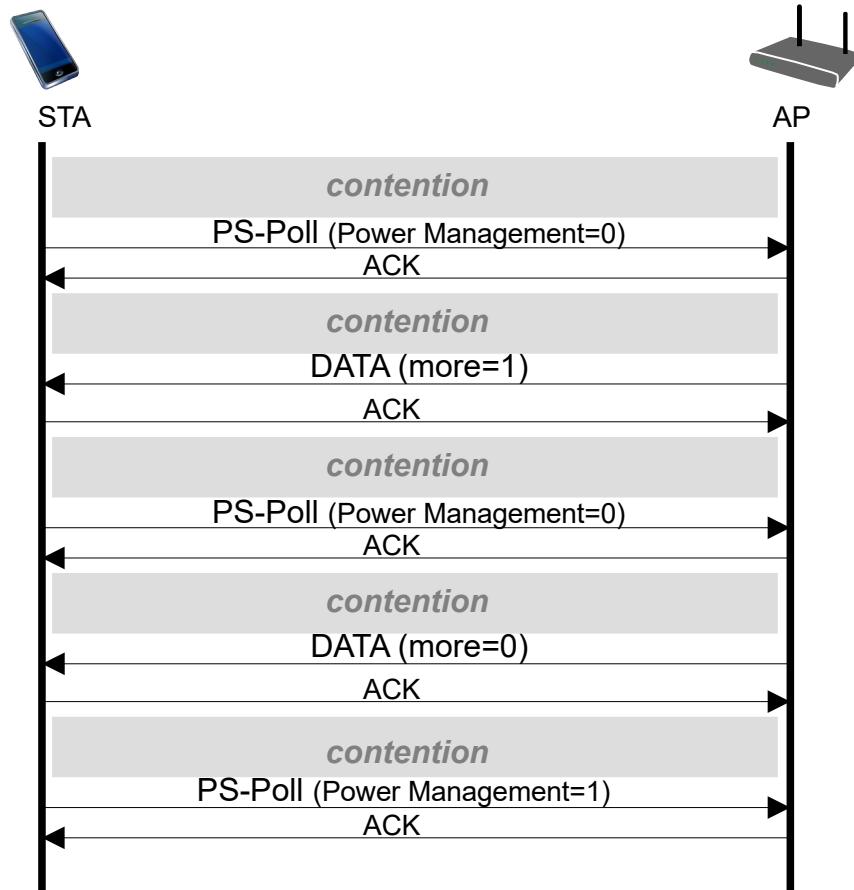 STA
AP
contention
PS-Poll (Power Management=0)
ACK
contention
DATA (more=1)
ACK
contention
PS-Poll (Power Management=0)
ACK
contention
DATA (more=0)
ACK
contention
PS-Poll (Power Management=1)
ACK